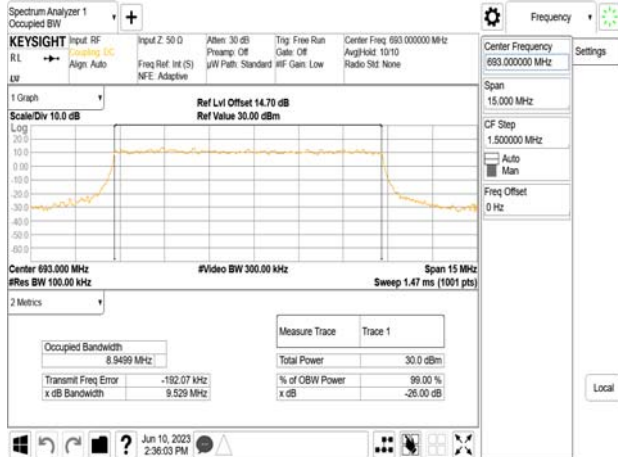 Spectrum Analyzer 1
Occupied BW
+
Frequency
KEYSIGHT
RL
Input: RF
Coupling: DC
Align: Auto
Input Z: 50 Ω
Freq Ref: Int (S)
NFE: Adaptive
Atten: 30 dB
Preamp: Off
µW Path: Standard
Trig: Free Run
Gate: Off
#IF Gain: Low
Center Freq: 693.000000 MHz
Avg|Hold: 10/10
Radio Std: None
1 Graph
Scale/Div 10.0 dB
Ref Lvl Offset 14.70 dB
Ref Value 30.00 dBm
Log
20.0
10.0
0.00
-10.0
-20.0
-30.0
-40.0
-50.0
-60.0
Center 693.000 MHz
#Res BW 100.00 kHz
#Video BW 300.00 kHz
Span 15 MHz
Sweep 1.47 ms (1001 pts)
2 Metrics
Measure Trace
Trace 1
Occupied Bandwidth
8.9499 MHz
Total Power
30.0 dBm
Transmit Freq Error
-192.07 kHz
% of OBW Power
99.00 %
x dB Bandwidth
9.529 MHz
x dB
-26.00 dB
Center Frequency
693.000000 MHz
Settings
Span
15.000 MHz
CF Step
1.500000 MHz
Auto
Man
Freq Offset
0 Hz
Local
?
Jun 10, 2023
2:36:03 PM